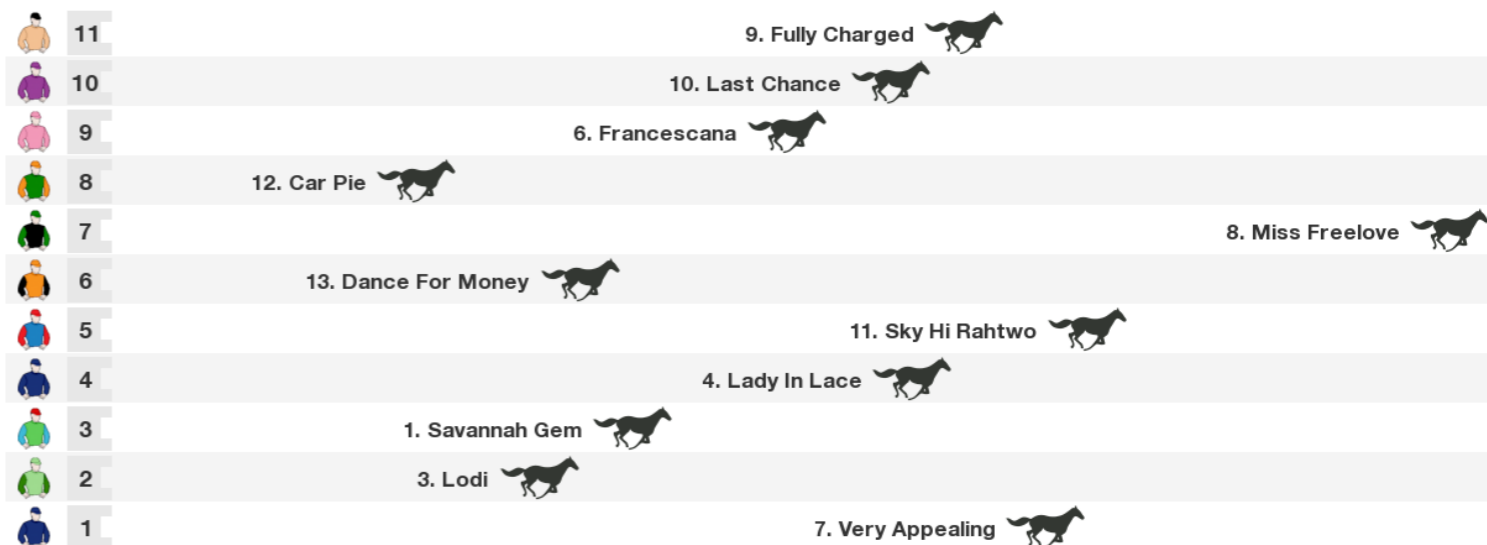 11 9. Fully Charged
10 10. Last Chance
9 6. Francescana
8 12. Car Pie
7 8. Miss Freelove
6 13. Dance For Money
5 11. Sky Hi Rahtwo
4 4. Lady In Lace
3 1. Savannah Gem
2 3. Lodi
1 7. Very Appealing